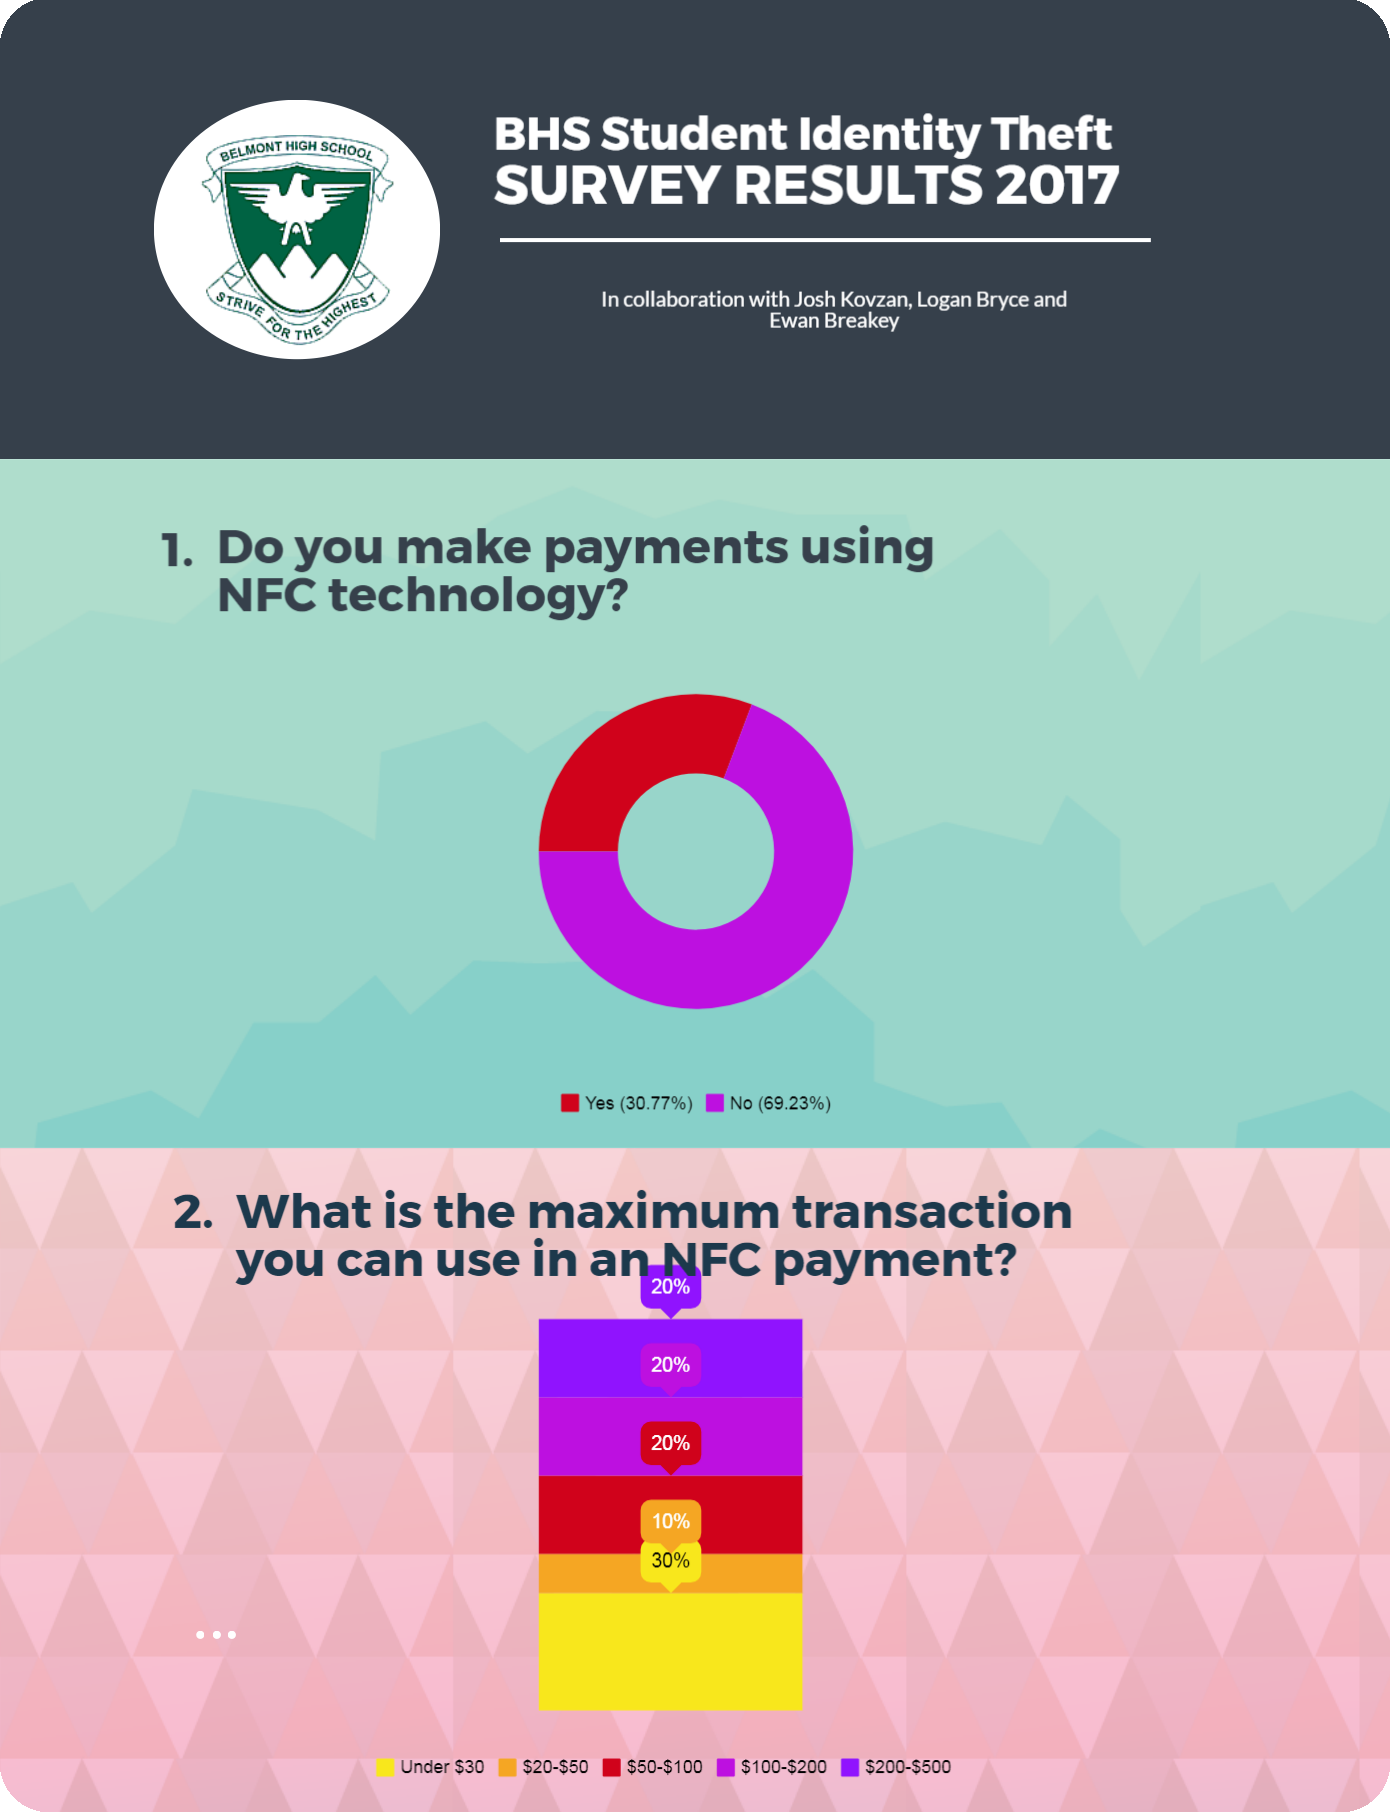 BELMONT HIGH SCHOOL
STRIVE FOR THE HIGHEST
BHS Student Identity Theft
SURVEY RESULTS 2017
In collaboration with Josh Kovzan, Logan Bryce and
Ewan Breakey
1. Do you make payments using
NFC technology?
Yes (30.77%) No (69.23%)
2. What is the maximum transaction
you can use in an NFC payment?
20%
20%
20%
10%
30%
...
Under $30 $20-$50 $50-$100 $100-$200 $200-$500